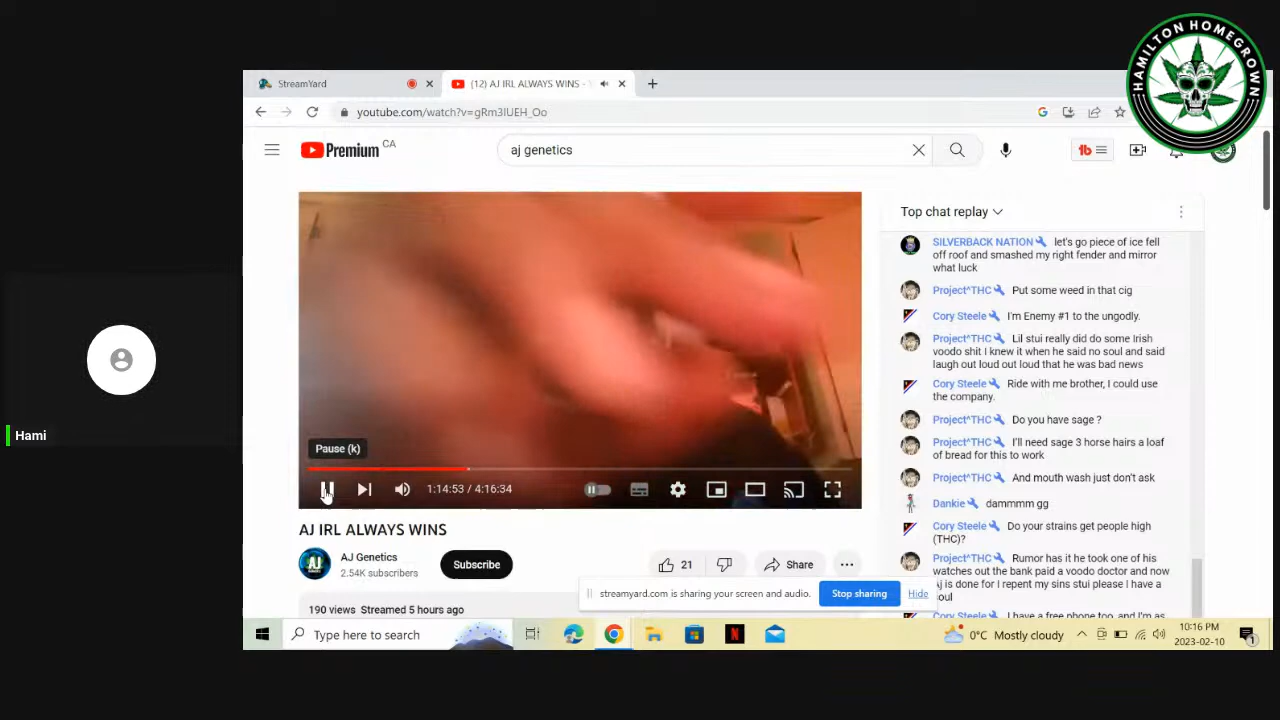 HAMILTON HOMEGROWN
StreamYard
(12) AJ IRL ALWAYS WINS -
youtube.com/watch?v=gRm3lUEH_Oo
Premium CA
aj genetics
Top chat replay
SILVERBACK NATION let's go piece of ice fell
off roof and smashed my right fender and mirror
what luck
Project^THC Put some weed in that cig
Cory Steele I'm Enemy #1 to the ungodly.
Project^THC Lil stui really did do some Irish
voodo shit I knew it when he said no soul and said
laugh out loud out loud that he was bad news
Cory Steele Ride with me brother, I could use
the company.
Project^THC Do you have sage ?
Project^THC I'll need sage 3 horse hairs a loaf
of bread for this to work
Project^THC And mouth wash just don't ask
Dankie dammmm gg
Cory Steele Do your strains get people high
(THC)?
Project^THC Rumor has it he took one of his
watches out the bank paid a voodo doctor and now
Aj is done for I repent my sins stui please I have a
soul
Cory Steele I have a free phone too, and I'm as
Hami
Pause (k)
1:14:53 / 4:16:34
AJ IRL ALWAYS WINS
AJ Genetics
2.54K subscribers
Subscribe
21
Share
190 views Streamed 5 hours ago
streamyard.com is sharing your screen and audio.
Stop sharing
Hide
Type here to search
0°C Mostly cloudy
10:16 PM
2023-02-10